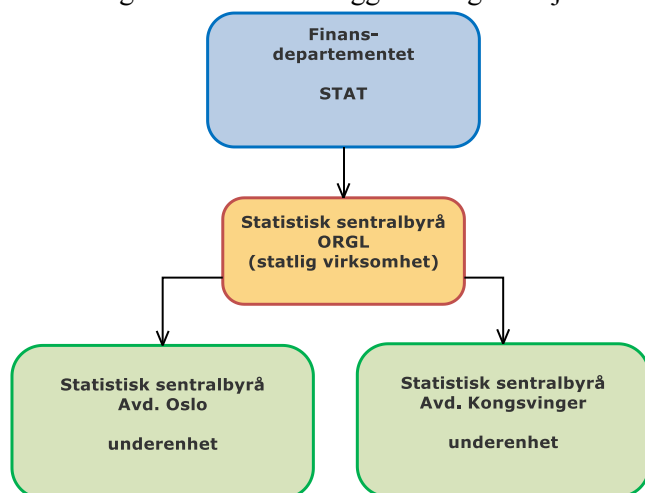 Finans-
departementet
STAT
Statistisk sentralbyrå
ORGL
(statlig virksomhet)
Statistisk sentralbyrå
Avd. Oslo
underenhet
Statistisk sentralbyrå
Avd. Kongsvinger
underenhet